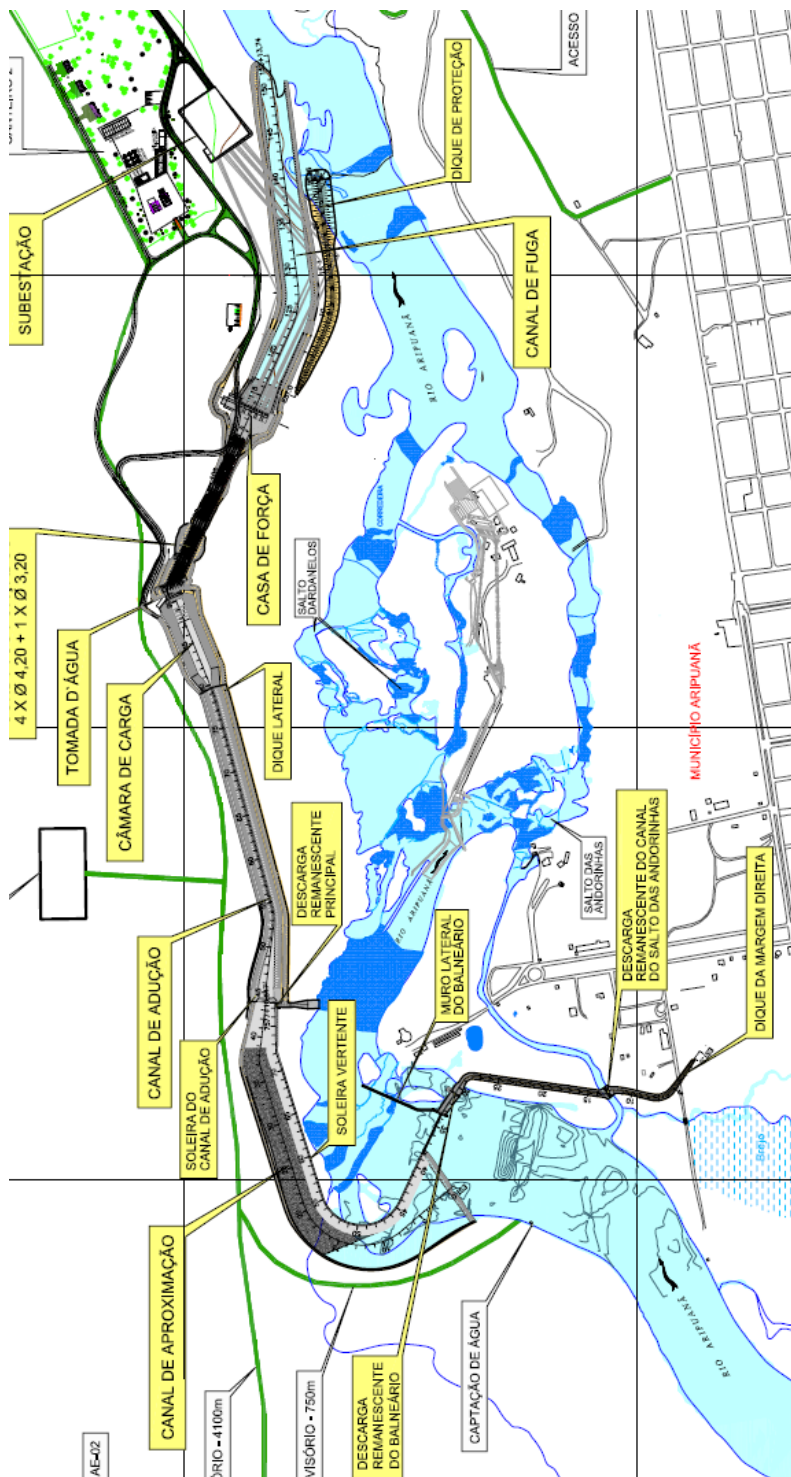 ACESSO
SUBESTAÇÃO
DIQUE DE PROTEÇÃO
CANAL DE FUGA
RIO ARIPUANÃ
CASA DE FORÇA
CORREDEIRA
SALTO
DARDANELOS
4 X Ø 4,20 + 1 X Ø 3,20
TOMADA D'ÁGUA
CÂMARA DE CARGA
DIQUE LATERAL
MUNICÍRIO ARIPUANÃ
CANAL DE ADUÇÃO
DESCARGA
REMANESCENTE
PRINCIPAL
RIO ARIPUANÃ
SALTO DAS
ANDORINHAS
SOLEIRA DO
CANAL DE ADUÇÃO
SOLEIRA VERTENTE
MURO LATERAL
DO BALNEÁRIO
DESCARGA
REMANESCENTE DO CANAL
DO SALTO DAS ANDORINHAS
DIQUE DA MARGEM DIREITA
CANAL DE APROXIMAÇÃO
Brejo
RIO ARIPUANÃ
AE-02
ÓRIO - 4100m
VISÓRIO - 750m
DESCARGA
REMANESCENTE
DO BALNEÁRIO
CAPTAÇÃO DE ÁGUA